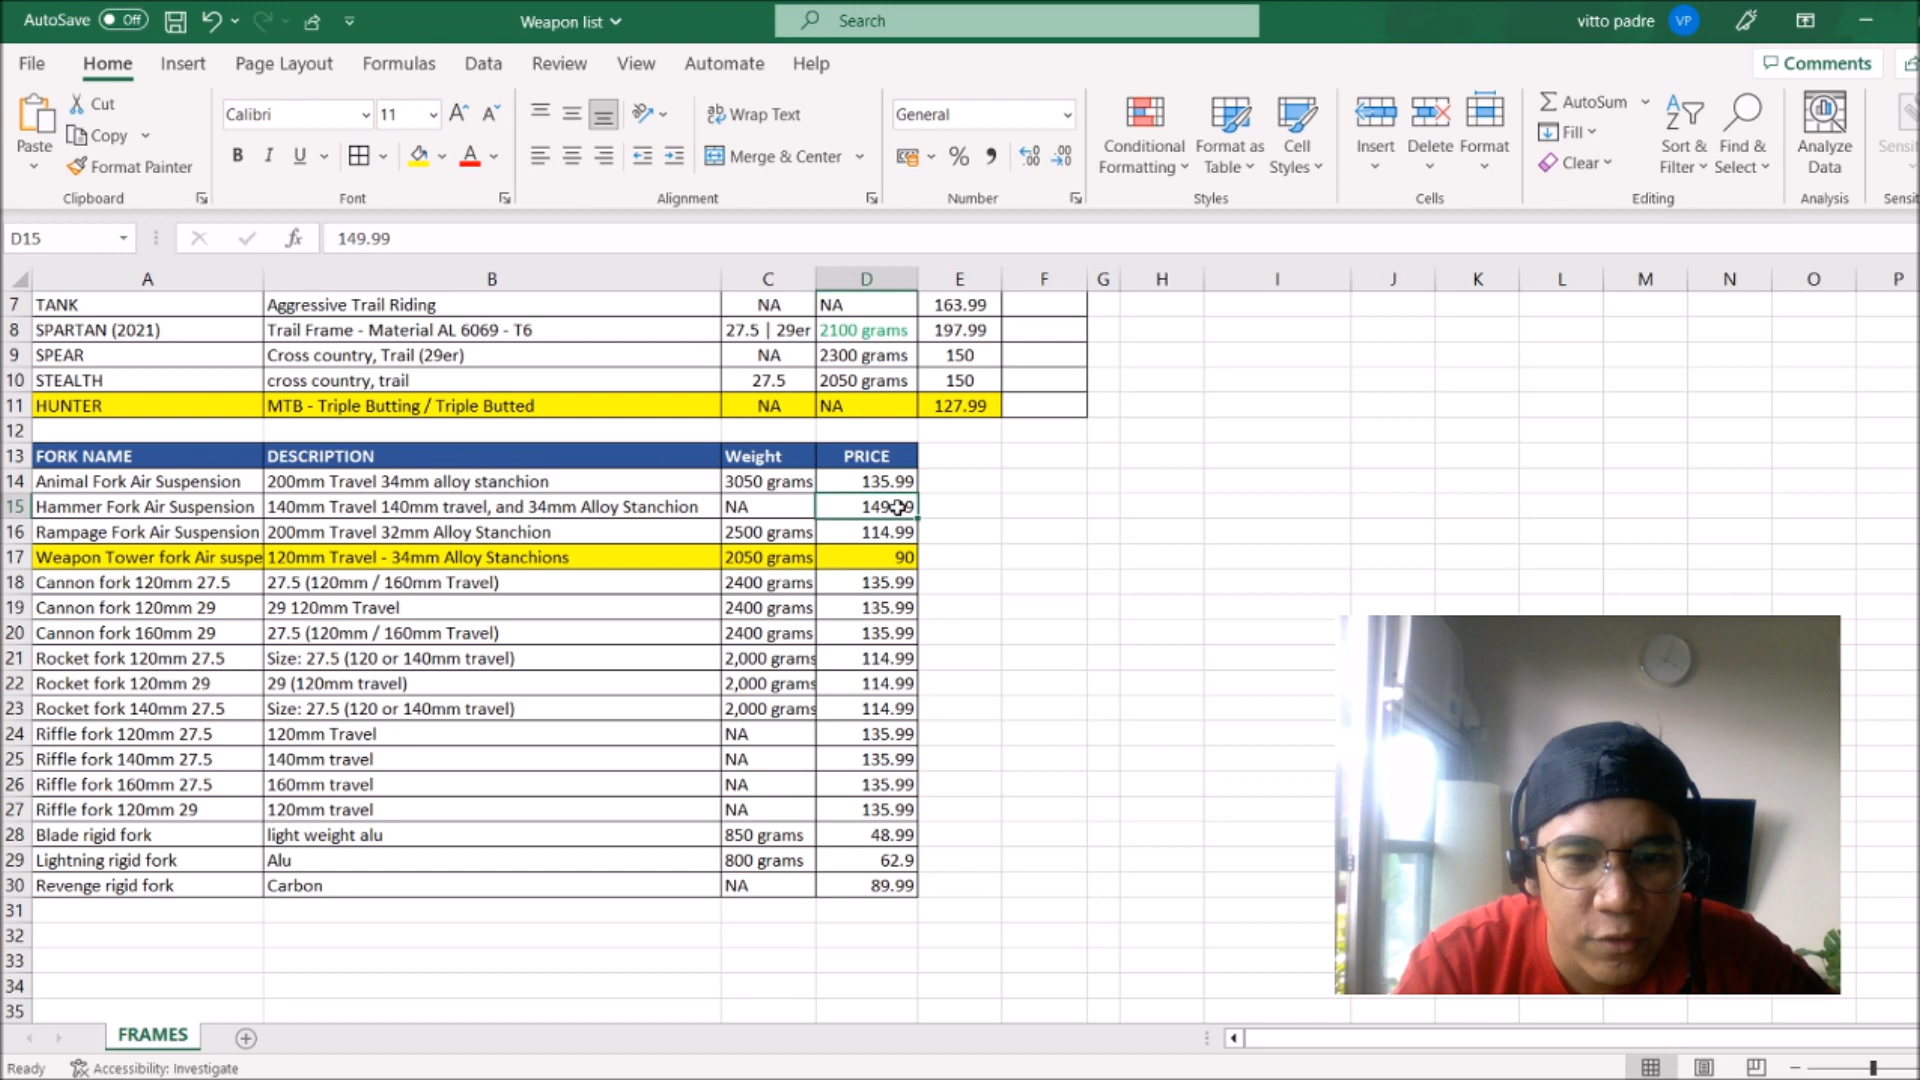 AutoSave Off Weapon list Search vitto padre VP
File Home Insert Page Layout Formulas Data Review View Automate Help Comments
Paste Cut Copy Format Painter Clipboard
Calibri 11 A^ A˅ B I U A Font
ab Wrap Text Merge & Center Alignment
General % 9 Number
Conditional Formatting Format as Table Cell Styles Styles
Insert Delete Format Cells
AutoSum Fill Clear Sort & Filter Find & Select Editing
Analyze Data Analysis
D15 fx 149.99
A B C D E F G H I J K L M N O P
7 TANK Aggressive Trail Riding NA NA 163.99
8 SPARTAN (2021) Trail Frame - Material AL 6069 - T6 27.5 | 29er 2100 grams 197.99
9 SPEAR Cross country, Trail (29er) NA 2300 grams 150
10 STEALTH cross country, trail 27.5 2050 grams 150
11 HUNTER MTB - Triple Butting / Triple Butted NA NA 127.99
12
13 FORK NAME DESCRIPTION Weight PRICE
14 Animal Fork Air Suspension 200mm Travel 34mm alloy stanchion 3050 grams 135.99
15 Hammer Fork Air Suspension 140mm Travel 140mm travel, and 34mm Alloy Stanchion NA
16 Rampage Fork Air Suspension 200mm Travel 32mm Alloy Stanchion 2500 grams 114.99
17 Weapon Tower fork Air suspe 120mm Travel - 34mm Alloy Stanchions 2050 grams 90
18 Cannon fork 120mm 27.5 27.5 (120mm / 160mm Travel) 2400 grams 135.99
19 Cannon fork 120mm 29 29 120mm Travel 2400 grams 135.99
20 Cannon fork 160mm 29 27.5 (120mm / 160mm Travel) 2400 grams 135.99
21 Rocket fork 120mm 27.5 Size: 27.5 (120 or 140mm travel) 2,000 grams 114.99
22 Rocket fork 120mm 29 29 (120mm travel) 2,000 grams 114.99
23 Rocket fork 140mm 27.5 Size: 27.5 (120 or 140mm travel) 2,000 grams 114.99
24 Riffle fork 120mm 27.5 120mm Travel NA 135.99
25 Riffle fork 140mm 27.5 140mm travel NA 135.99
26 Riffle fork 160mm 27.5 160mm travel NA 135.99
27 Riffle fork 120mm 29 120mm travel NA 135.99
28 Blade rigid fork light weight alu 850 grams 48.99
29 Lightning rigid fork Alu 800 grams 62.9
30 Revenge rigid fork Carbon NA 89.99
31
32
33
34
35
FRAMES
Ready Accessibility: Investigate